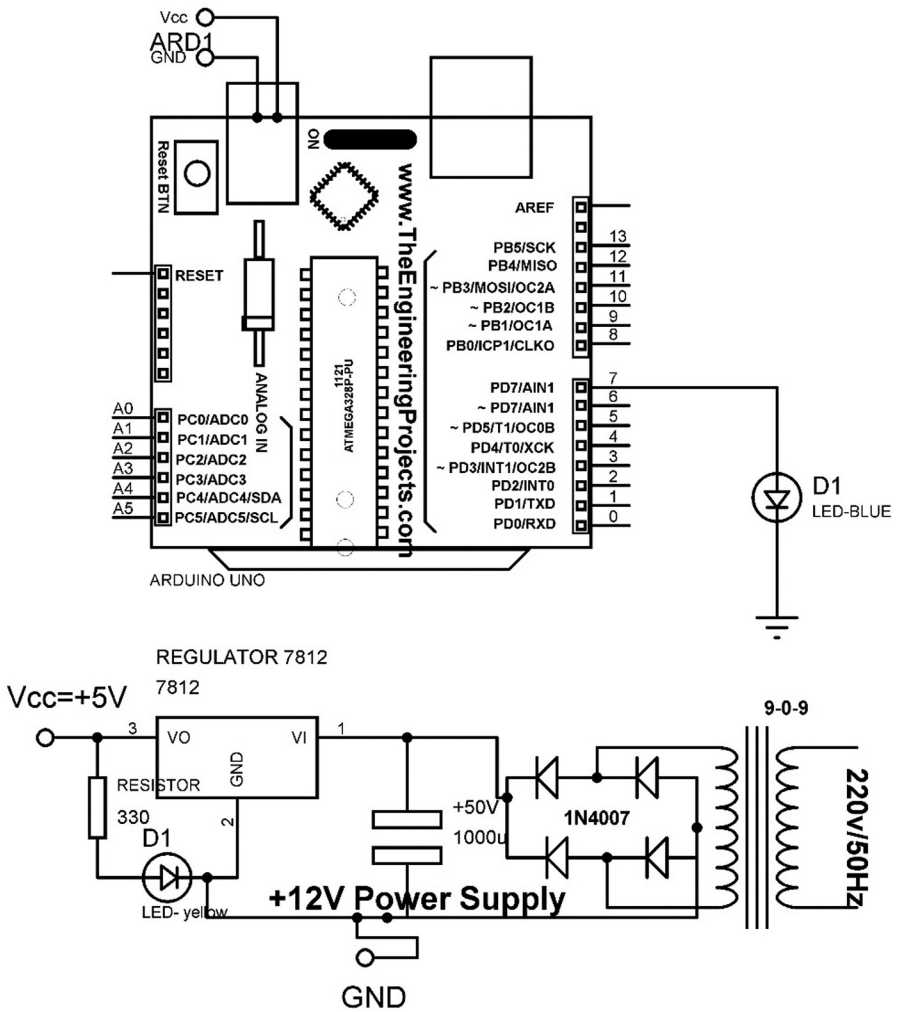 Vcc
ARD1
GND
ON
Reset BTN
www.TheEngineeringProjects.com
AREF
PB5/SCK 13
PB4/MISO 12
~ PB3/MOSI/OC2A 11
~ PB2/OC1B 10
~ PB1/OC1A 9
PB0/ICP1/CLKO 8
RESET
ANALOG IN
1121
ATMEGA328P-PU
PD7/AIN1 7
~ PD7/AIN1 6
~ PD5/T1/OC0B 5
PD4/T0/XCK 4
~ PD3/INT1/OC2B 3
PD2/INT0 2
PD1/TXD 1
PD0/RXD 0
A0 PC0/ADC0
A1 PC1/ADC1
A2 PC2/ADC2
A3 PC3/ADC3
A4 PC4/ADC4/SDA
A5 PC5/ADC5/SCL
D1
LED-BLUE
ARDUINO UNO
REGULATOR 7812
7812
Vcc=+5V
3 VO VI 1
GND
2
RESISTOR
330
D1
LED- yellow
+50V
1000u
1N4007
9-0-9
220v/50Hz
+12V Power Supply
GND